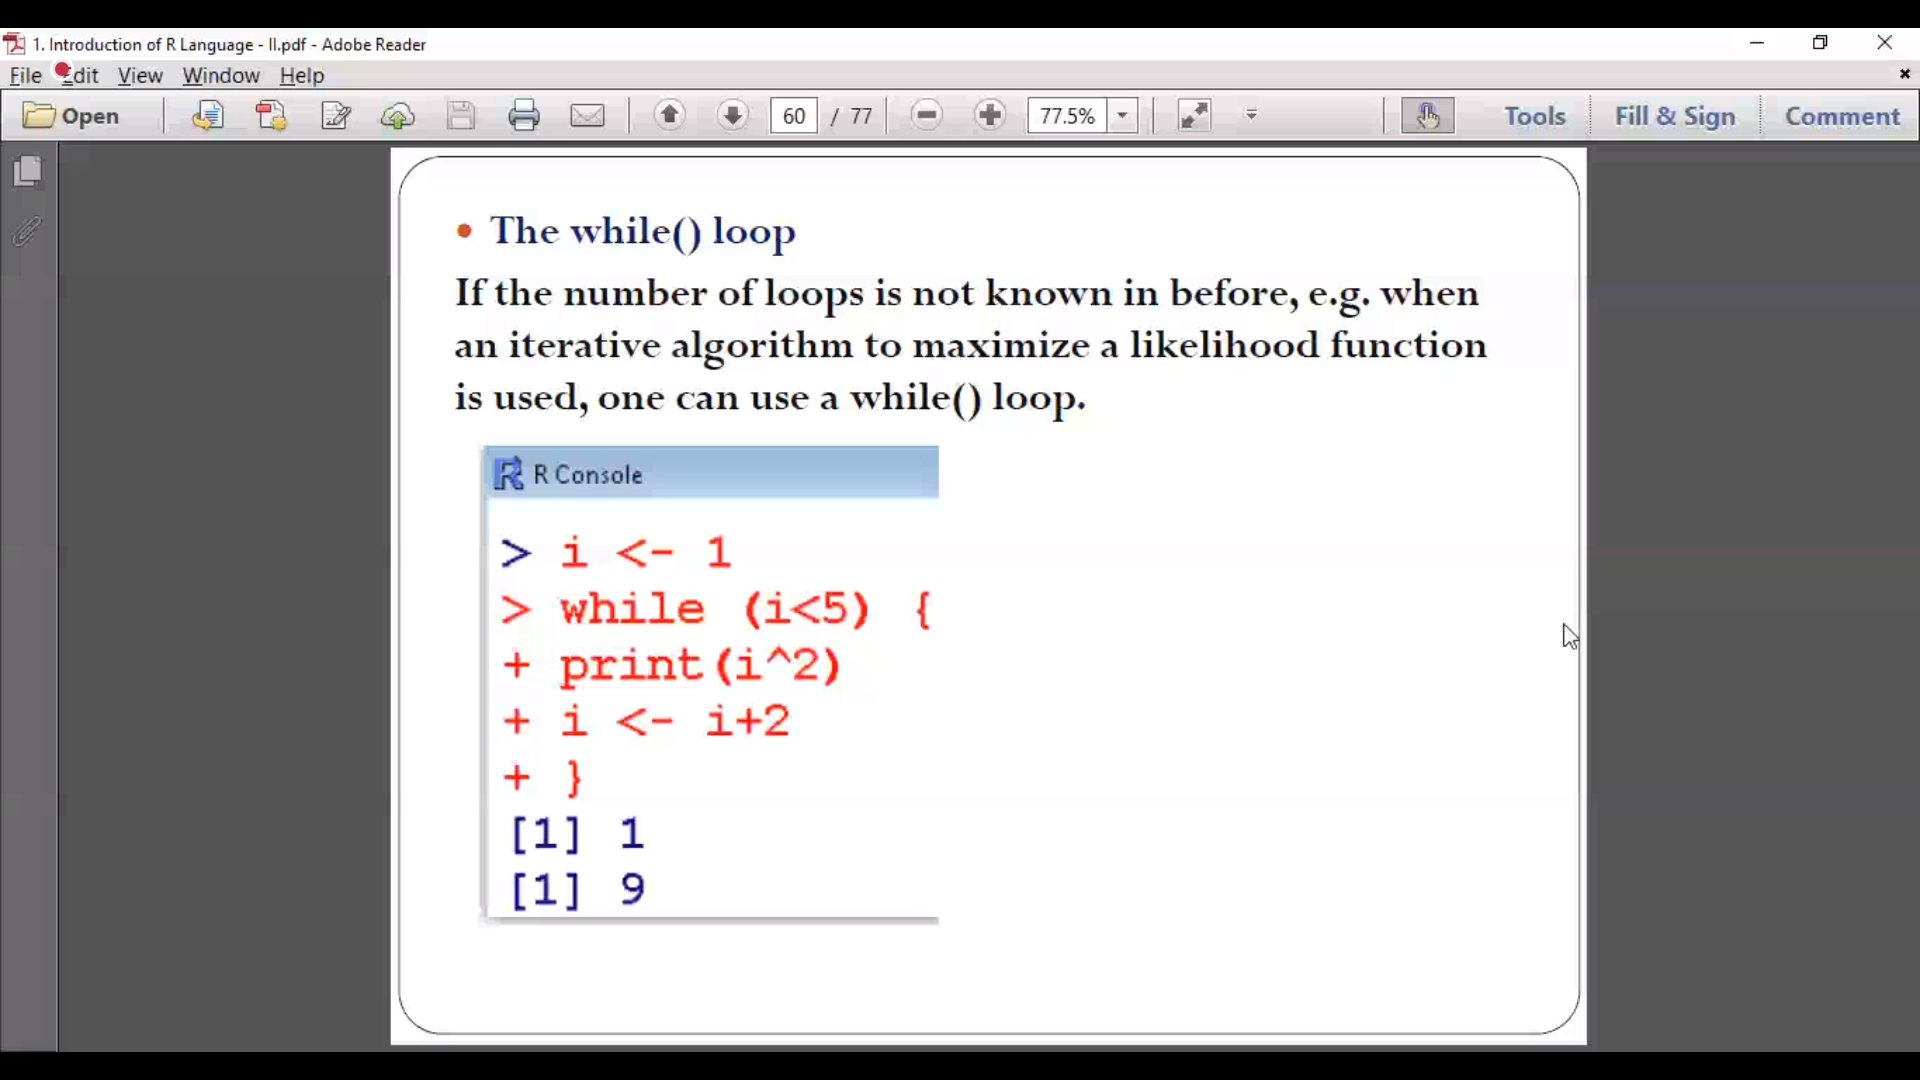 1. Introduction of R Language - II.pdf - Adobe Reader
File Edit View Window Help
Open 60 / 77 77.5% Tools Fill & Sign Comment
• The while() loop
If the number of loops is not known in before, e.g. when
an iterative algorithm to maximize a likelihood function
is used, one can use a while() loop.
R Console
> i <- 1
> while (i<5) {
+ print(i^2)
+ i <- i+2
+ }
[1] 1
[1] 9